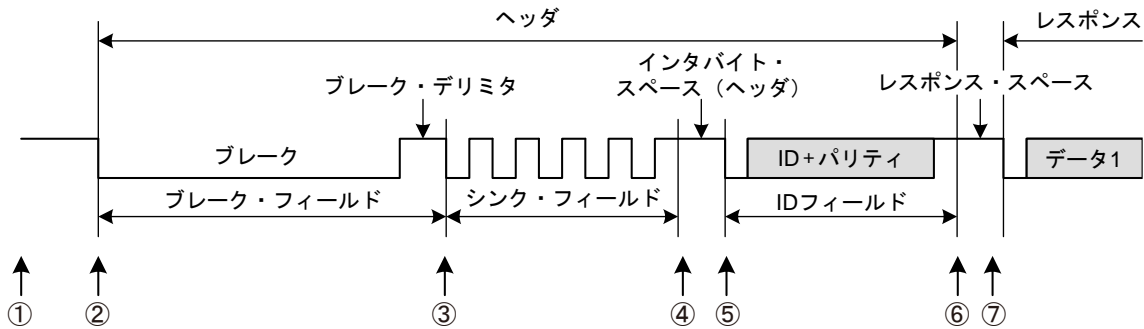 ヘッダ
レスポンス
ブレーク・デリミタ
インタバイト・
スペース（ヘッダ）
レスポンス・スペース
ブレーク
ID+パリティ
データ1
ブレーク・フィールド
シンク・フィールド
IDフィールド
① ② ③ ④ ⑤ ⑥ ⑦